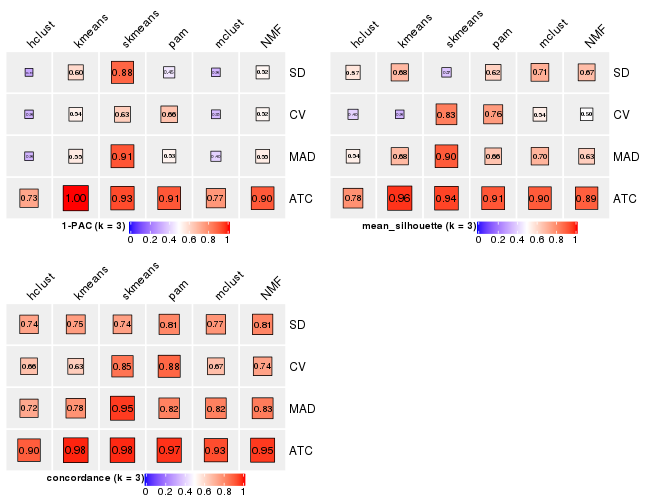 hclust kmeans skmeans pam mclust NMF
0.60 0.88 0.45 0.52 SD
0.54 0.63 0.66 0.52 CV
0.55 0.91 0.53 0.55 MAD
0.73 1.00 0.93 0.91 0.77 0.90 ATC
1-PAC (k = 3)
0 0.2 0.4 0.6 0.8 1
hclust kmeans skmeans pam mclust NMF
0.57 0.68 0.62 0.71 0.67 SD
0.83 0.76 0.54 0.50 CV
0.54 0.68 0.90 0.66 0.70 0.63 MAD
0.78 0.96 0.94 0.91 0.90 0.89 ATC
mean_silhouette (k = 3)
0 0.2 0.4 0.6 0.8 1
hclust kmeans skmeans pam mclust NMF
0.74 0.75 0.74 0.81 0.77 0.81 SD
0.66 0.63 0.85 0.88 0.67 0.74 CV
0.72 0.78 0.95 0.82 0.82 0.83 MAD
0.90 0.98 0.98 0.97 0.93 0.95 ATC
concordance (k = 3)
0 0.2 0.4 0.6 0.8 1